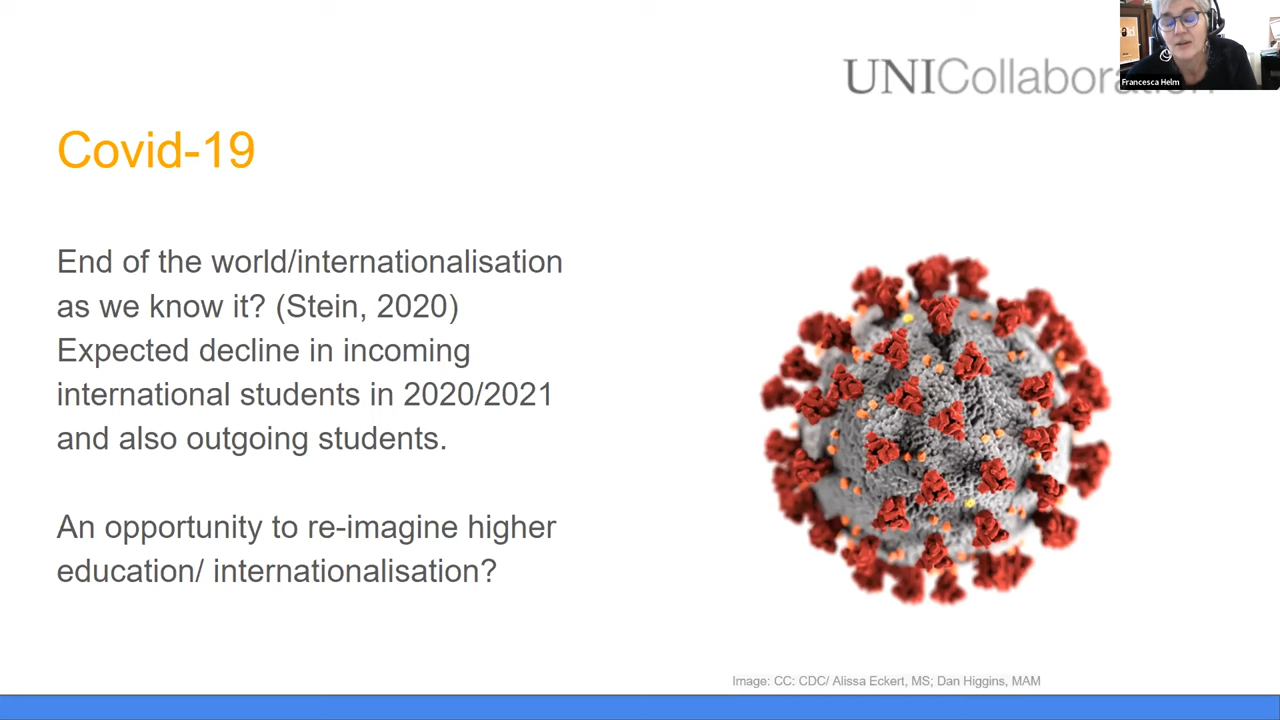 UNICollaboration
Francesca Helm
Covid-19
End of the world/internationalisation
as we know it? (Stein, 2020)
Expected decline in incoming
international students in 2020/2021
and also outgoing students.
An opportunity to re-imagine higher
education/ internationalisation?
Image: CC: CDC/ Alissa Eckert, MS; Dan Higgins, MAM